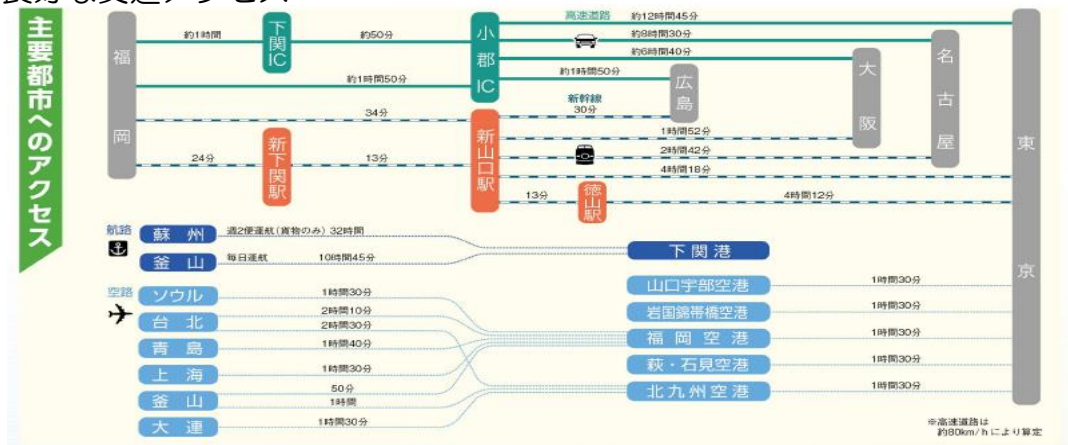 主要都市へのアクセス
福岡
約1時間
下関IC
約50分
小郡IC
高速道路 約12時間45分
約8時間30分
約6時間40分
約1時間50分
約1時間50分
広島
大阪
名古屋
東京
新幹線
34分
30分
24分
新下関駅
13分
新山口駅
1時間52分
2時間42分
4時間18分
13分
徳山駅
4時間12分
航路
蘇州 週2便運航(貨物のみ) 32時間
釜山 毎日運航 10時間45分
下関港
空路
ソウル 1時間30分
台北 2時間10分
2時間30分
青島 1時間40分
上海 1時間30分
釜山 50分
1時間
大連 1時間30分
山口宇部空港 1時間30分
岩国錦帯橋空港 1時間30分
福岡空港 1時間30分
萩・石見空港 1時間30分
北九州空港 1時間30分
※高速道路は
約80km/hにより算定